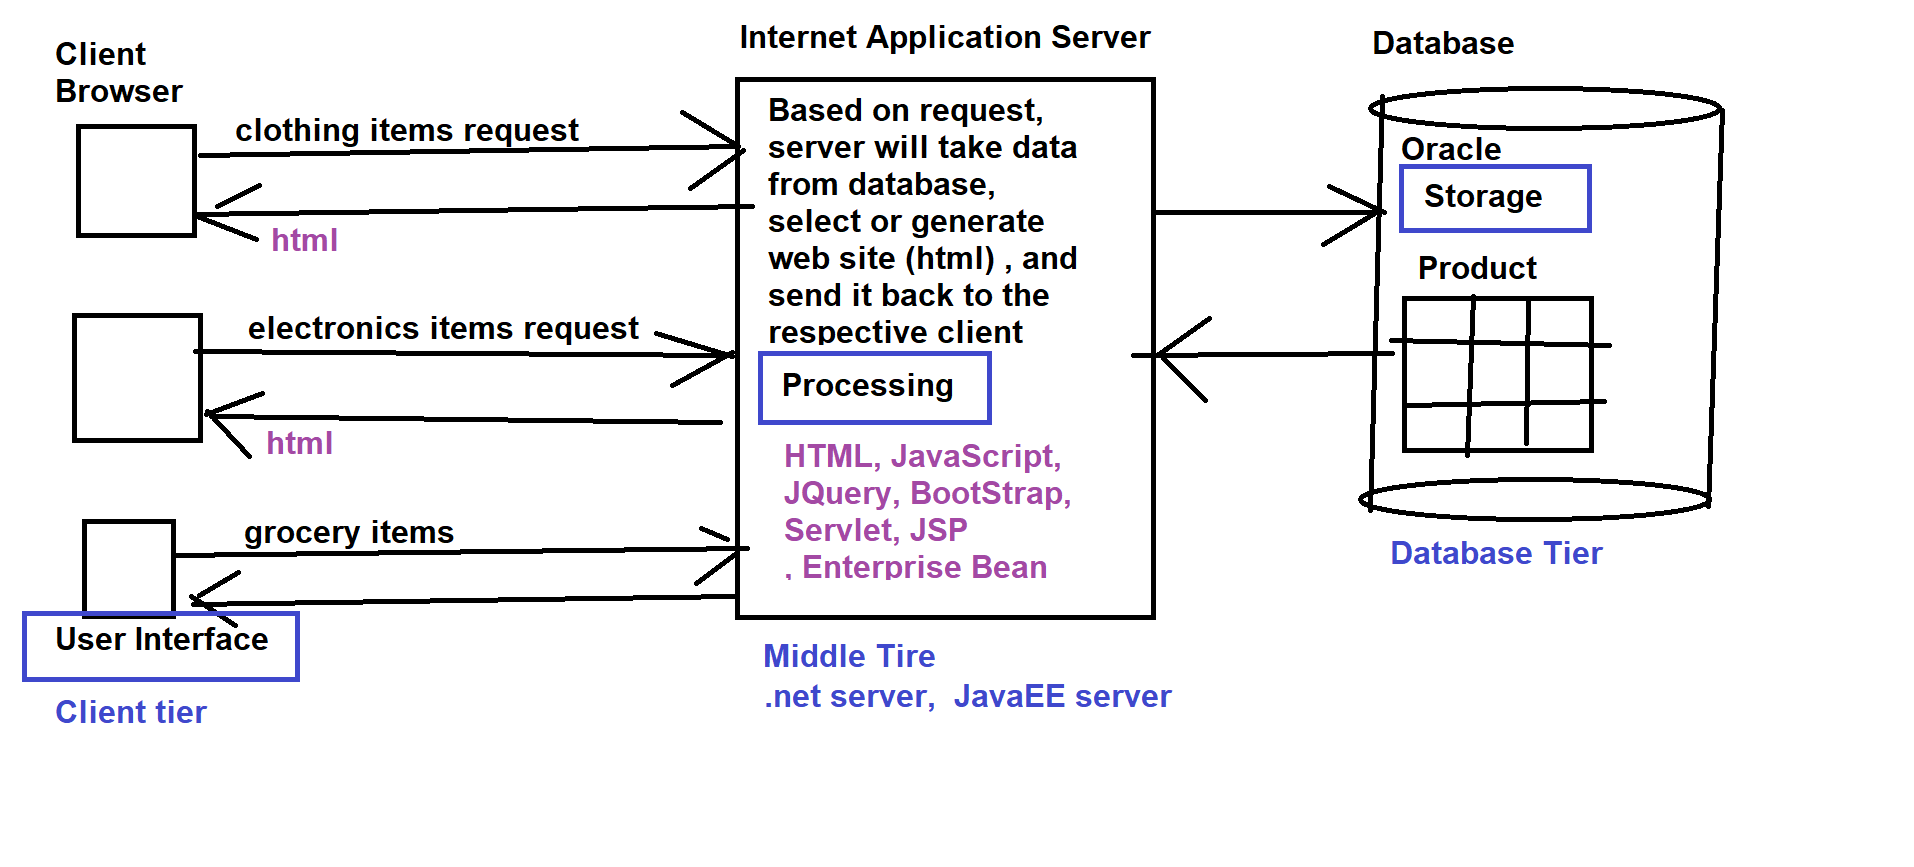 Client
Browser
clothing items request
html
electronics items request
html
grocery items
User Interface
Client tier
Internet Application Server
Based on request,
server will take data
from database,
select or generate
web site (html) , and
send it back to the
respective client
Processing
HTML, JavaScript,
JQuery, BootStrap,
Servlet, JSP
, Enterprise Bean
Middle Tire
.net server,  JavaEE server
Database
Oracle
Storage
Product
Database Tier